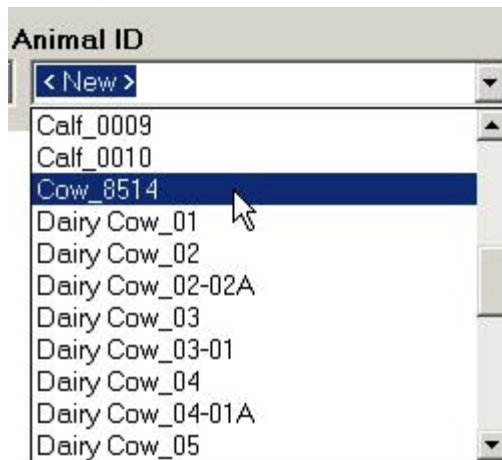 Animal ID
< New >
Calf_0009
Calf_0010
Cow_8514
Dairy Cow_01
Dairy Cow_02
Dairy Cow_02-02A
Dairy Cow_03
Dairy Cow_03-01
Dairy Cow_04
Dairy Cow_04-01A
Dairy Cow_05